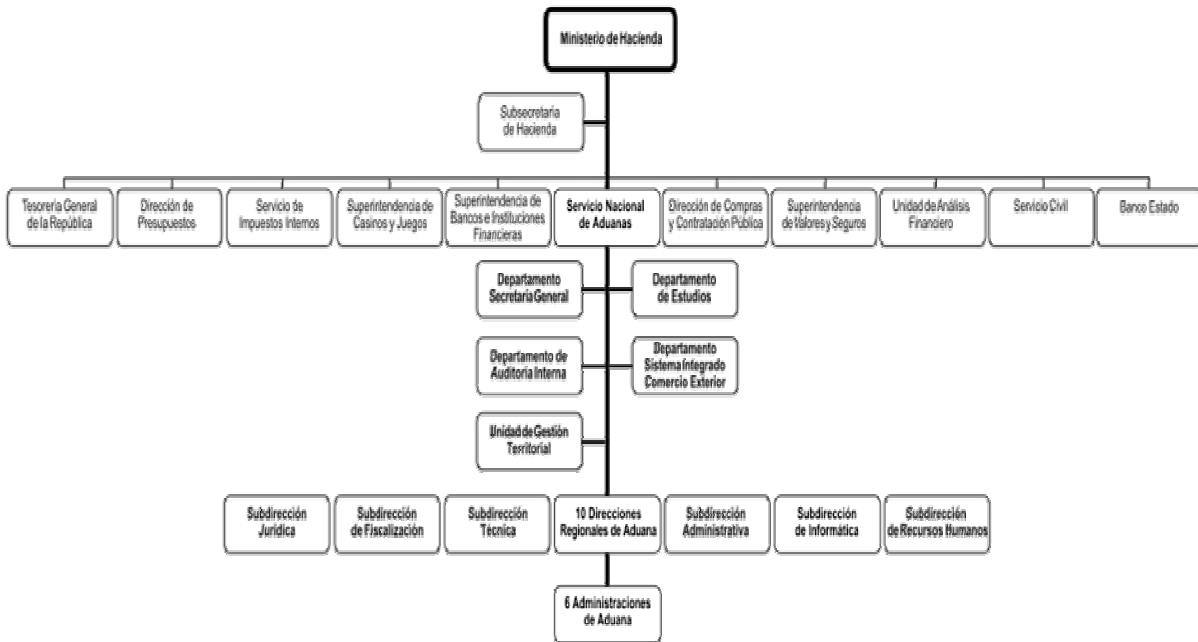 Ministerio de Hacienda
Subsecretaria
de Hacienda
Tesorería General
de la República
Dirección de
Presupuestos
Servicio de
Impuestos Internos
Superintendencia de
Casinos y Juegos
Superintendencia de
Bancos e Instituciones
Financieras
Servicio Nacional
de Aduanas
Dirección de Compras
y Contratación Pública
Superintendencia
de Valores y Seguros
Unidad de Análisis
Financiero
Servicio Civil
Banco Estado
Departamento
Secretaría General
Departamento
de Estudios
Departamento de
Auditoría Interna
Departamento
Sistema Integrado
Comercio Exterior
Unidad de Gestión
Territorial
Subdirección
Jurídica
Subdirección
de Fiscalización
Subdirección
Técnica
10 Direcciones
Regionales de Aduana
Subdirección
Administrativa
Subdirección
de Informática
Subdirección
de Recursos Humanos
6 Administraciones
de Aduana